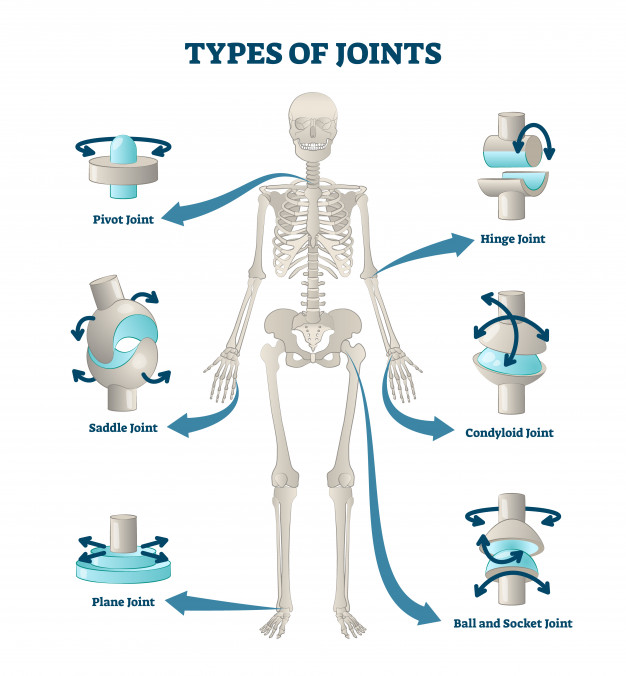 TYPES OF JOINTS
Pivot Joint
Hinge Joint
Saddle Joint
Condyloid Joint
Plane Joint
Ball and Socket Joint